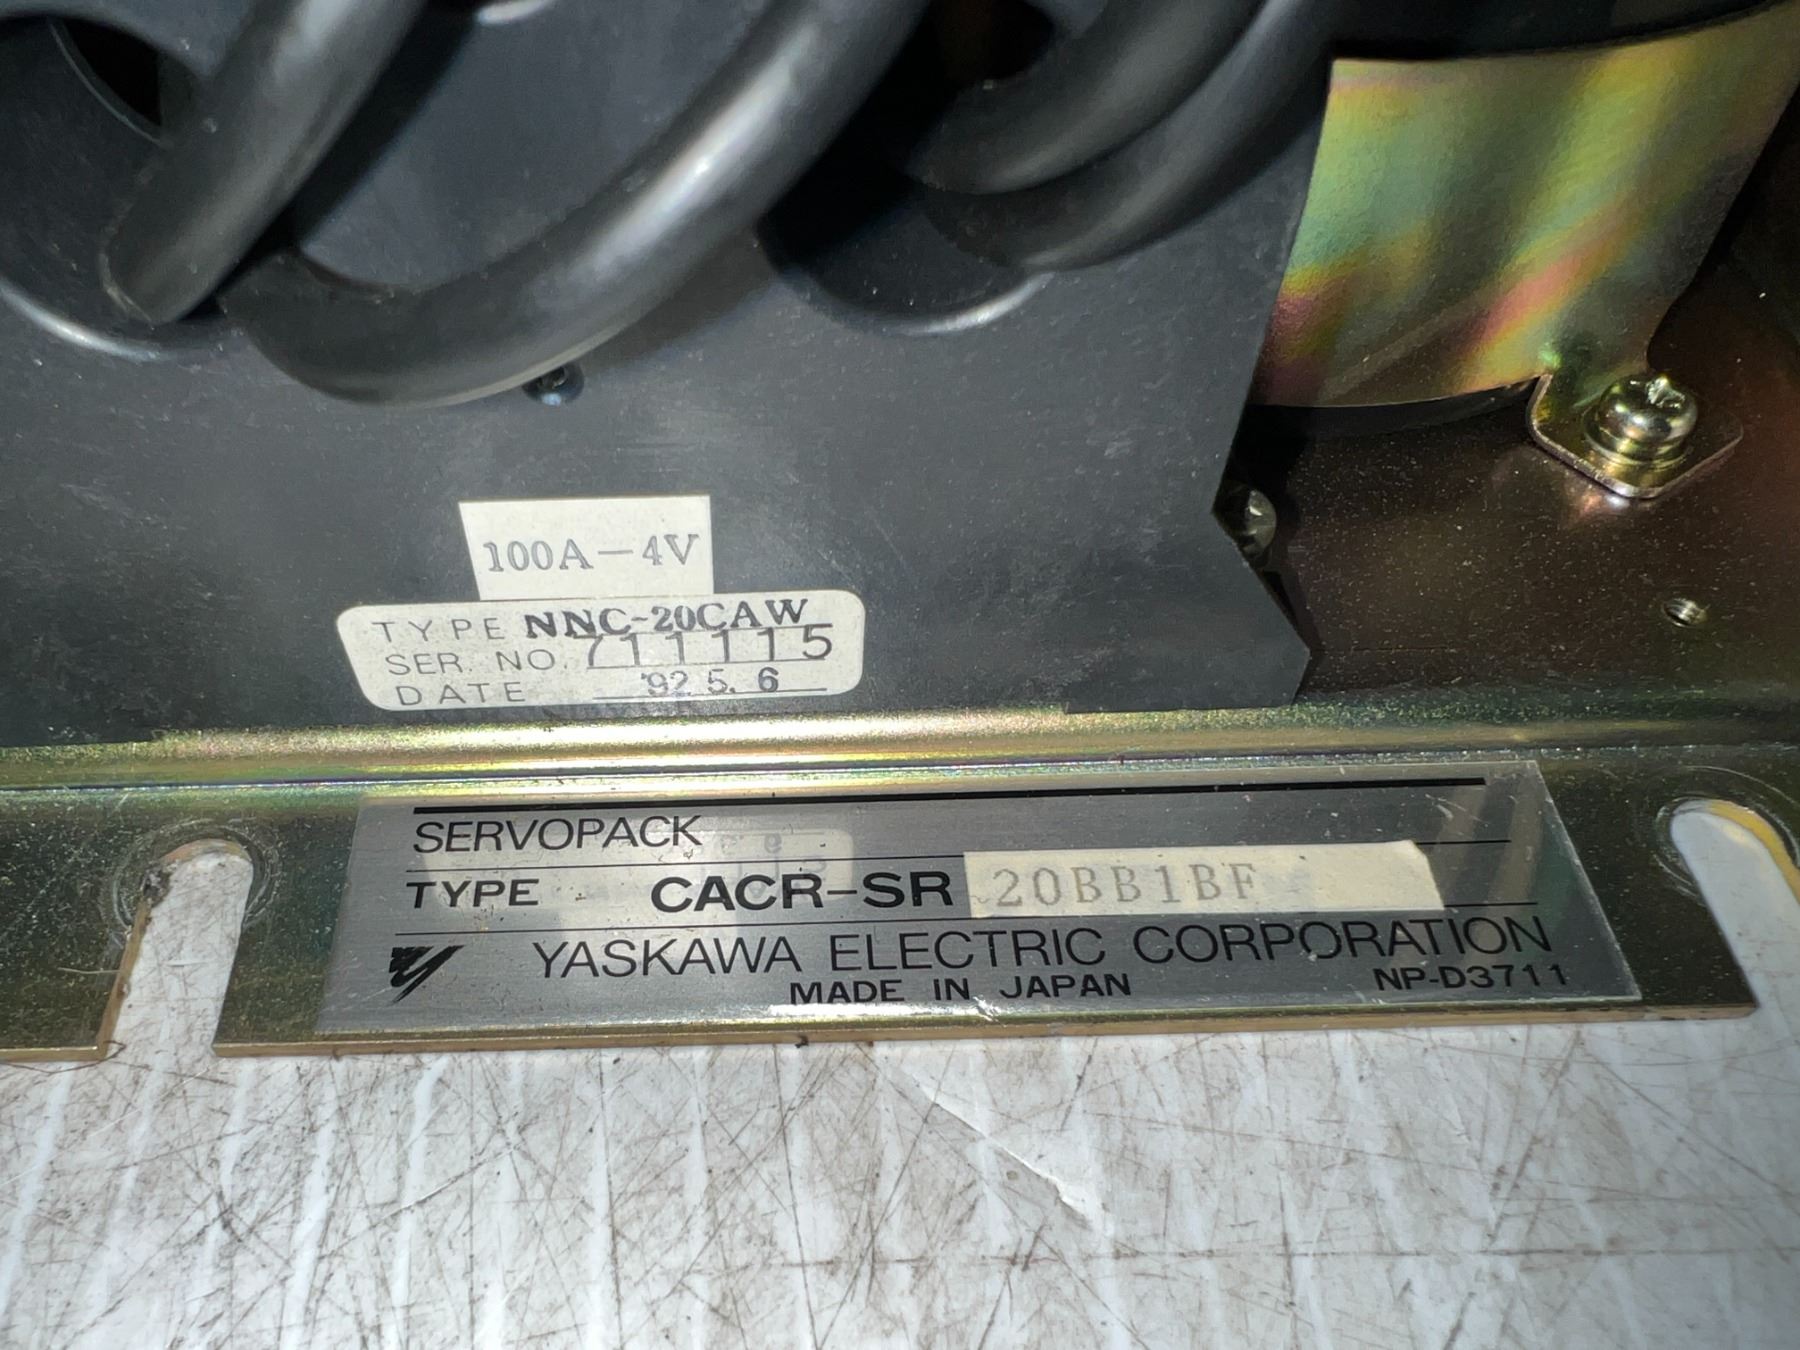 100A-4V
TYPE NNC-20CAW
SER. NO. 711115
DATE '92.5.6
SERVOPACK
TYPE CACR-SR 20BB1BF
YASKAWA ELECTRIC CORPORATION
MADE IN JAPAN NP-D3711